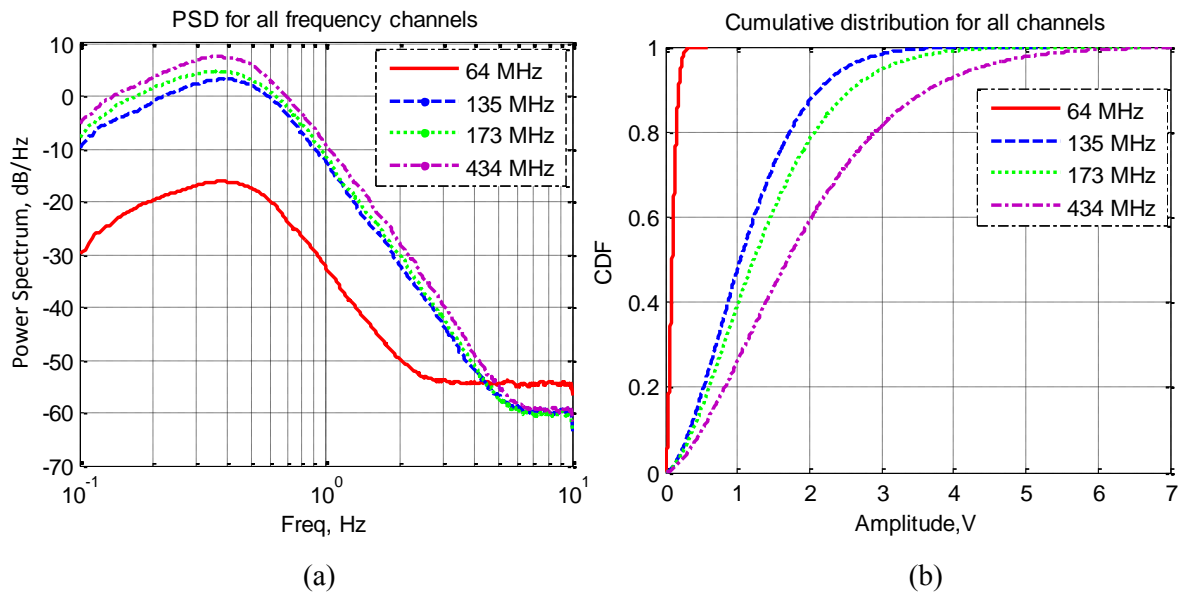 PSD for all frequency channels
10
0
-10
-20
-30
-40
-50
-60
-70
Power Spectrum, dB/Hz
10^-1
10^0
10^1
Freq, Hz
64 MHz
135 MHz
173 MHz
434 MHz
(a)
Cumulative distribution for all channels
1
0.8
0.6
0.4
0.2
0
CDF
0
1
2
3
4
5
6
7
Amplitude,V
64 MHz
135 MHz
173 MHz
434 MHz
(b)